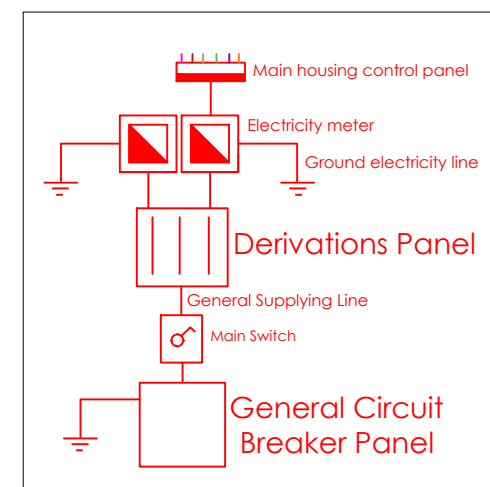 Main housing control panel
Electricity meter
Ground electricity line
Derivations Panel
General Supplying Line
Main Switch
General Circuit
Breaker Panel